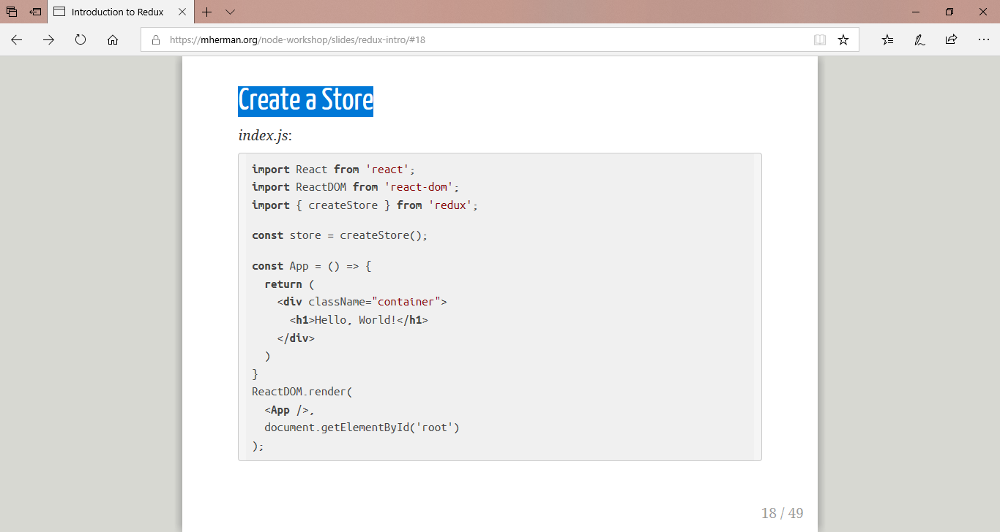 Introduction to Redux
https://mherman.org/node-workshop/slides/redux-intro/#18
Create a Store
index.js:
import React from 'react';
import ReactDOM from 'react-dom';
import { createStore } from 'redux';
const store = createStore();
const App = () => {
  return (
    <div className="container">
      <h1>Hello, World!</h1>
    </div>
  )
}
ReactDOM.render(
  <App />,
  document.getElementById('root')
);
18 / 49